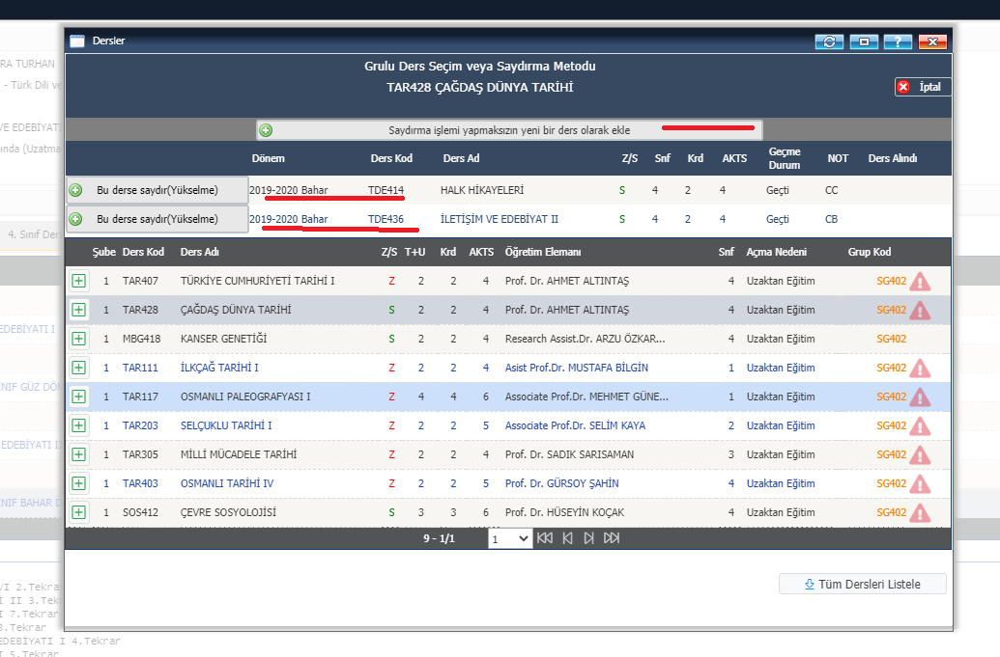 Dersler
Grulu Ders Seçim veya Saydırma Metodu
TAR428 ÇAĞDAŞ DÜNYA TARİHİ
İptal
Saydırma işlemi yapmaksızın yeni bir ders olarak ekle
Dönem Ders Kod Ders Ad Z/S Snf Krd AKTS Geçme Durum NOT Ders Alındı
Bu derse saydır(Yükselme) 2019-2020 Bahar TDE414 HALK HİKAYELERİ S 4 2 4 Geçti CC
Bu derse saydır(Yükselme) 2019-2020 Bahar TDE436 İLETİŞİM VE EDEBİYAT II S 4 2 4 Geçti CB
Şube Ders Kod Ders Adı Z/S T+U Krd AKTS Öğretim Elemanı Snf Açma Nedeni Grup Kod
1 TAR407 TÜRKİYE CUMHURİYETİ TARİHİ I Z 2 2 4 Prof. Dr. AHMET ALTINTAŞ 4 Uzaktan Eğitim SG402
1 TAR428 ÇAĞDAŞ DÜNYA TARİHİ S 2 2 4 Prof. Dr. AHMET ALTINTAŞ 4 Uzaktan Eğitim SG402
1 MBG418 KANSER GENETİĞİ S 2 2 4 Research Assist.Dr. ARZU ÖZKAR... 4 Uzaktan Eğitim SG402
1 TAR111 İLKÇAĞ TARİHİ I Z 2 2 4 Asist Prof.Dr. MUSTAFA BİLGİN 1 Uzaktan Eğitim SG402
1 TAR117 OSMANLI PALEOGRAFYASI I Z 4 4 6 Associate Prof.Dr. MEHMET GÜNE... 1 Uzaktan Eğitim SG402
1 TAR203 SELÇUKLU TARİHİ I Z 2 2 5 Associate Prof.Dr. SELİM KAYA 2 Uzaktan Eğitim SG402
1 TAR305 MİLLİ MÜCADELE TARİHİ Z 2 2 4 Prof. Dr. SADIK SARISAMAN 3 Uzaktan Eğitim SG402
1 TAR403 OSMANLI TARİHİ IV Z 2 2 5 Prof. Dr. GÜRSOY ŞAHİN 4 Uzaktan Eğitim SG402
1 SOS412 ÇEVRE SOSYOLOJİSİ S 3 3 6 Prof. Dr. HÜSEYİN KOÇAK 4 Uzaktan Eğitim SG402
9 - 1/1 1
Tüm Dersleri Listele
RA TURHAN
- Türk Dili ve
VE EDEBİYAT
ında (Uzatma
4. Sınıf Der
EDEBİYATI I
NIF GÜZ DÖN
EDEBİYATI I
NIF BAHAR D
VI 2.Tekrar
İ II 3.Tek
I 7.Tekrar
3.Tekrar
EDEBİYATI I 4.Tekrar
I 5.Tekrar